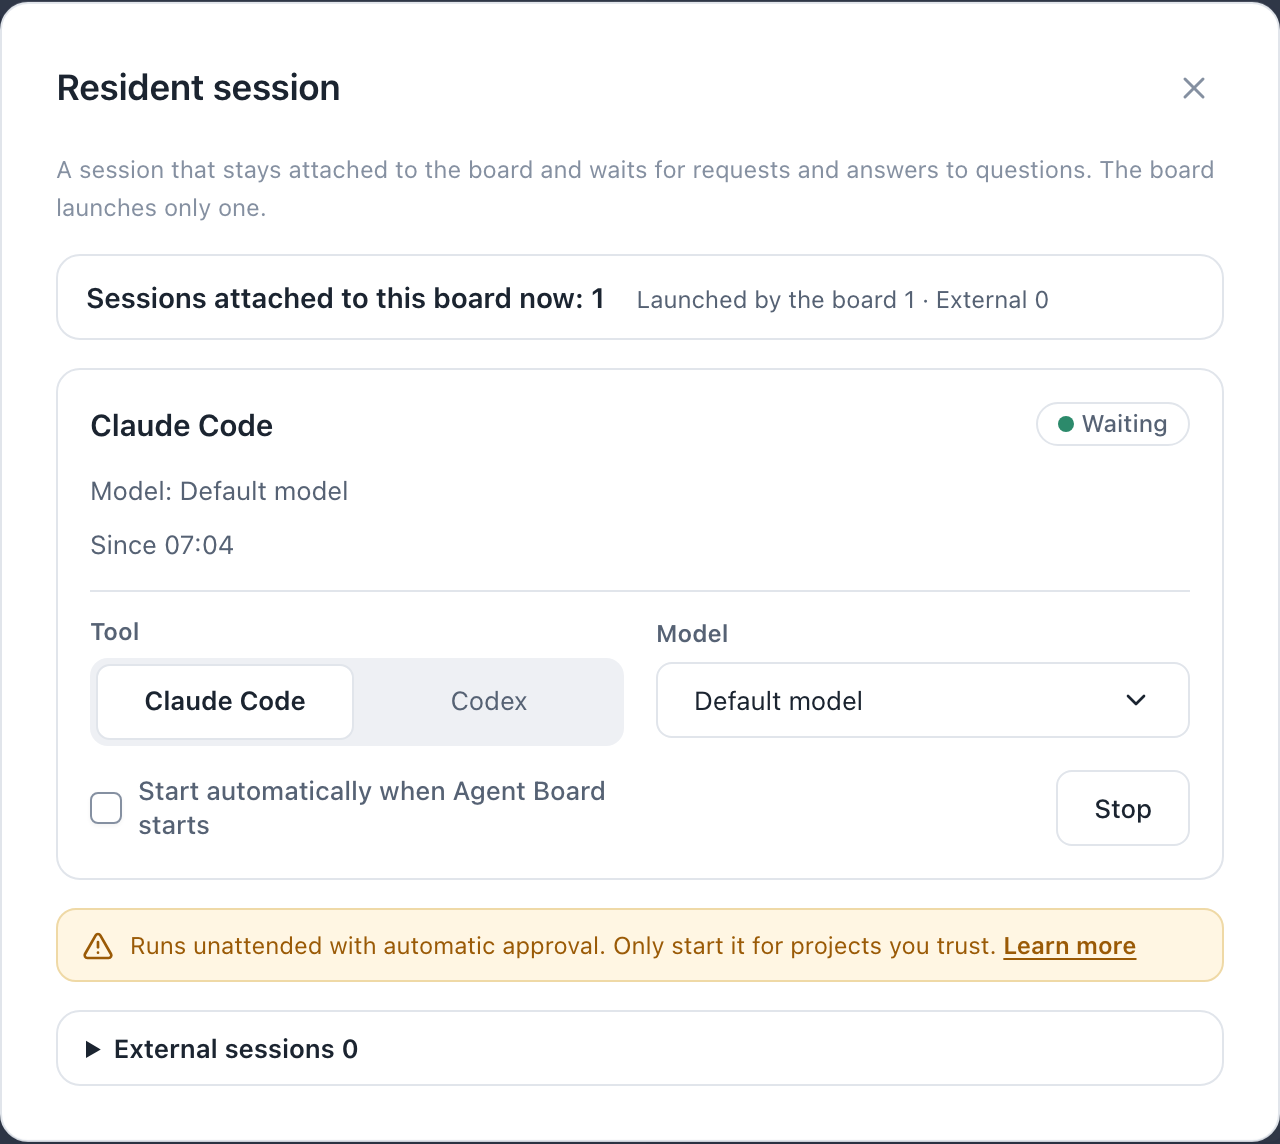 Resident session
A session that stays attached to the board and waits for requests and answers to questions. The board
launches only one.
Sessions attached to this board now: 1 Launched by the board 1 · External 0
Claude Code
Waiting
Model: Default model
Since 07:04
Tool
Model
Claude Code Codex
Default model
Start automatically when Agent Board
starts
Stop
Runs unattended with automatic approval. Only start it for projects you trust. Learn more
External sessions 0